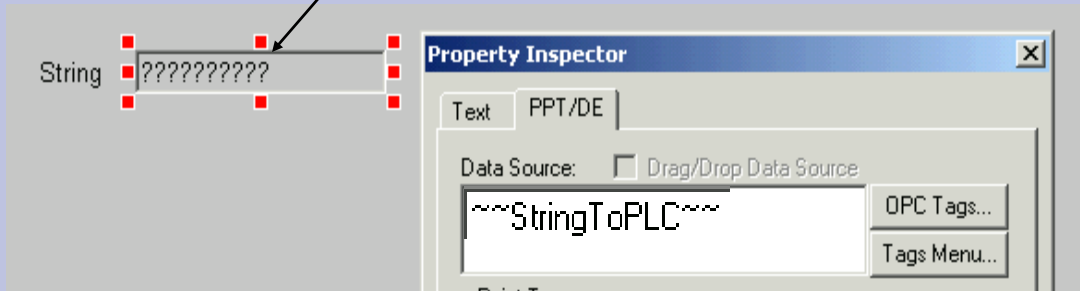 String ??????????
Property Inspector
Text PPT/DE
Data Source: Drag/Drop Data Source
~~StringToPLC~~
OPC Tags...
Tags Menu...